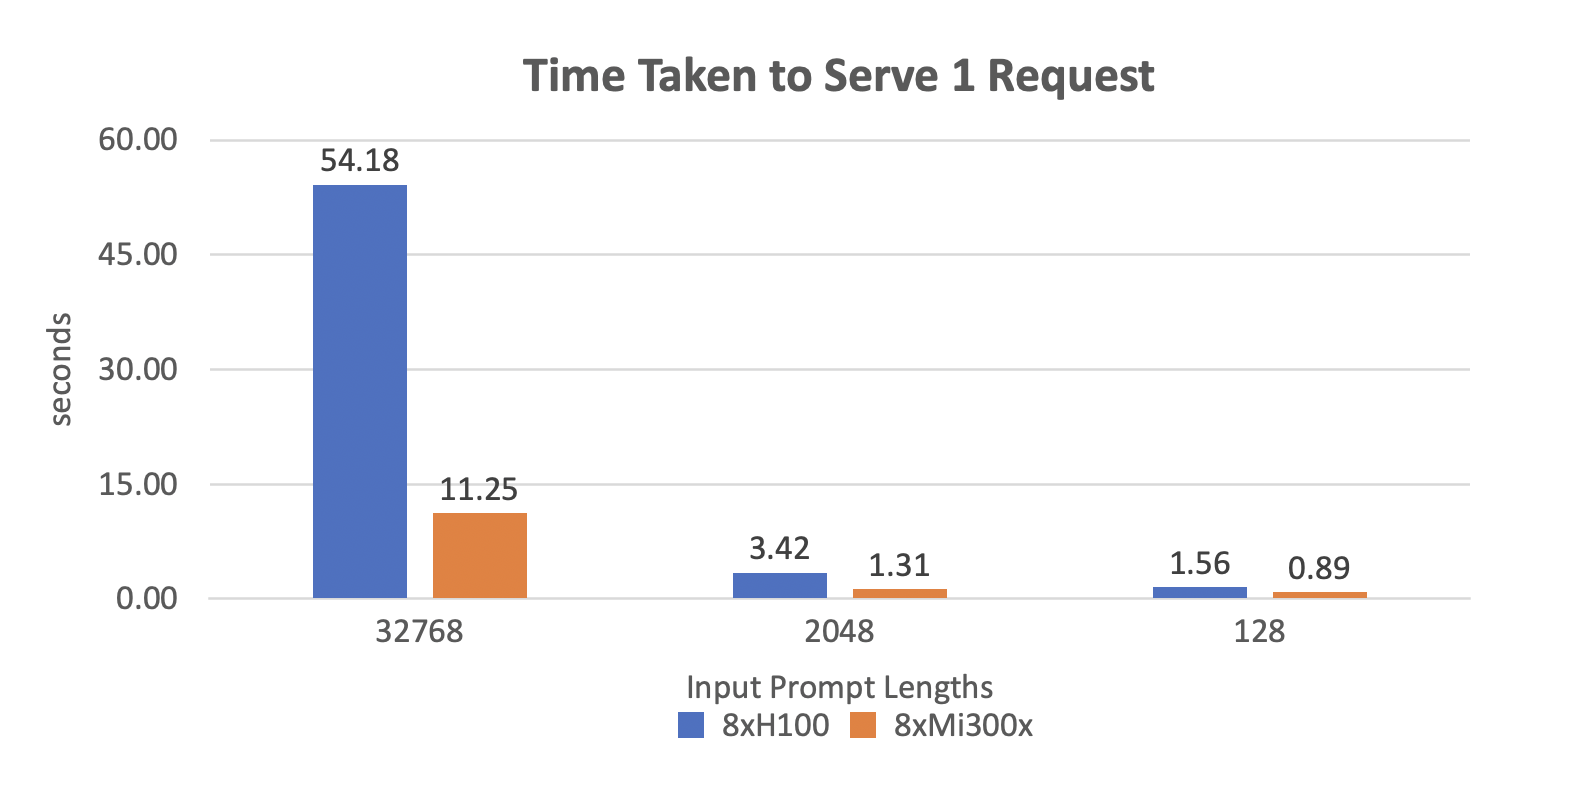 Time Taken to Serve 1 Request
60.00
54.18
45.00
seconds
30.00
15.00
11.25
3.42
1.31
1.56
0.89
0.00
32768 2048 128
Input Prompt Lengths
8xH100 8xMi300x